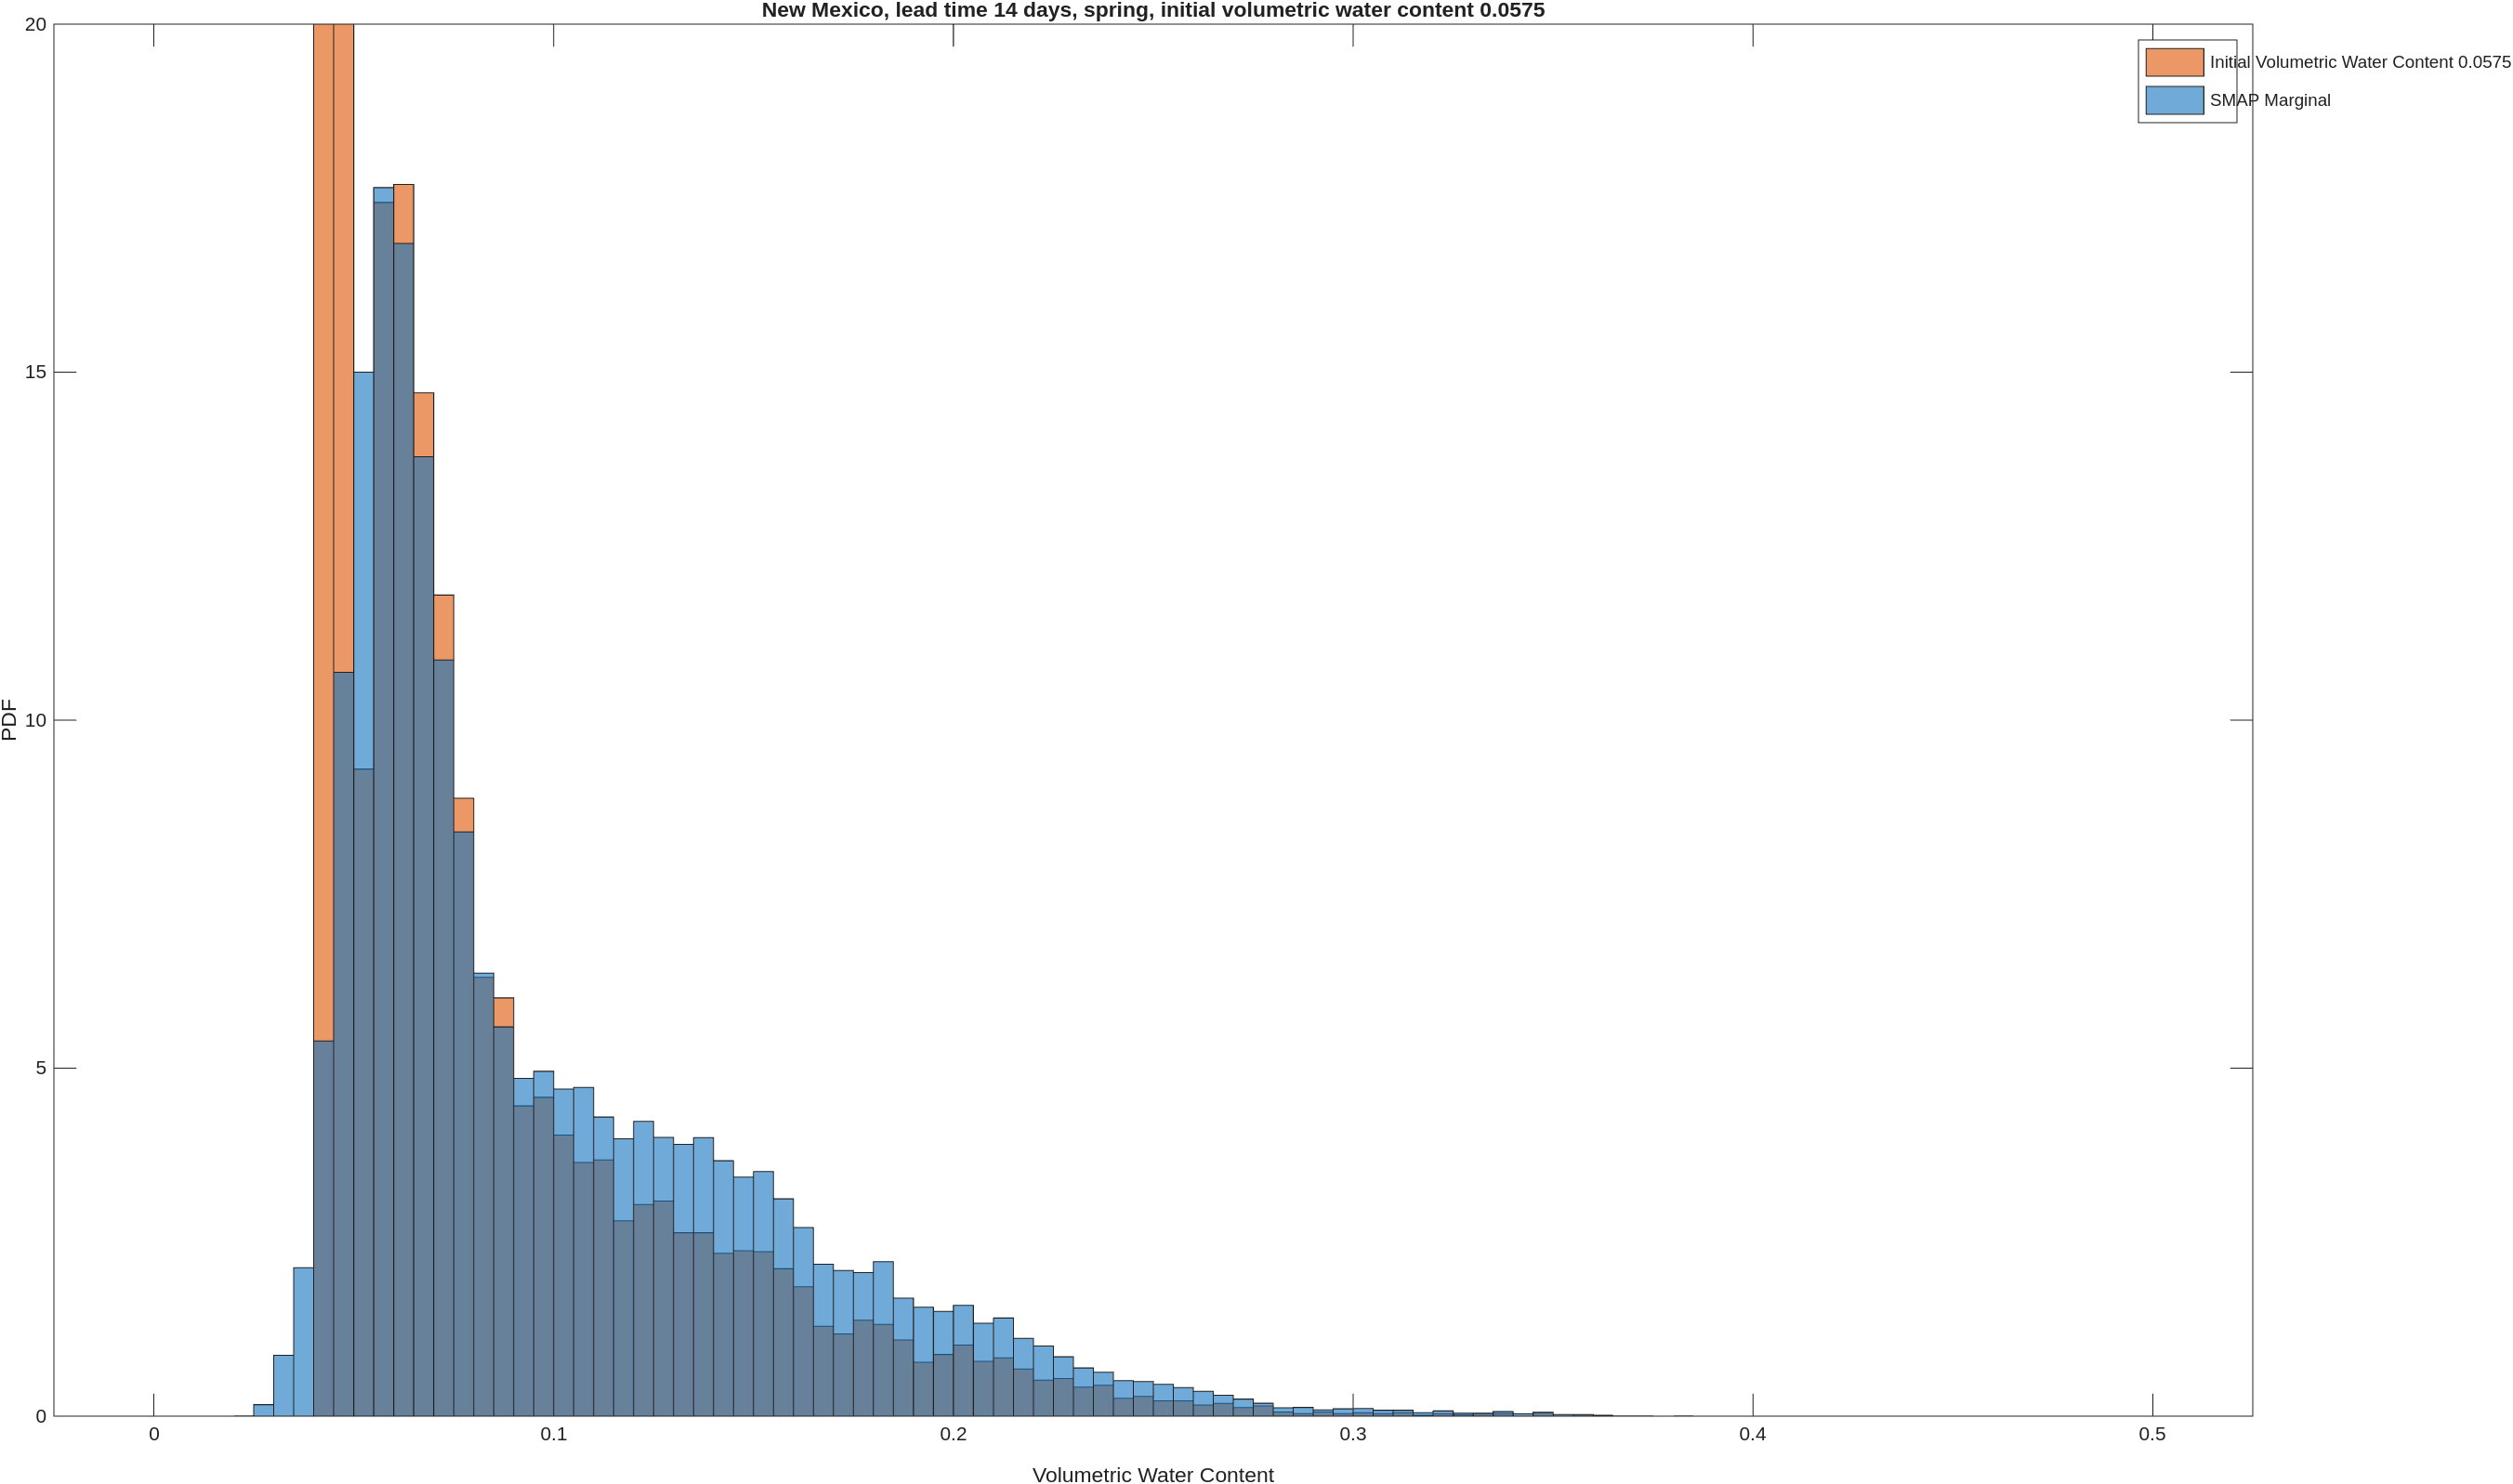 New Mexico, lead time 14 days, spring, initial volumetric water content 0.0575
Initial Volumetric Water Content 0.0575
SMAP Marginal
20
15
10
5
0
PDF
0 0.1 0.2 0.3 0.4 0.5
Volumetric Water Content